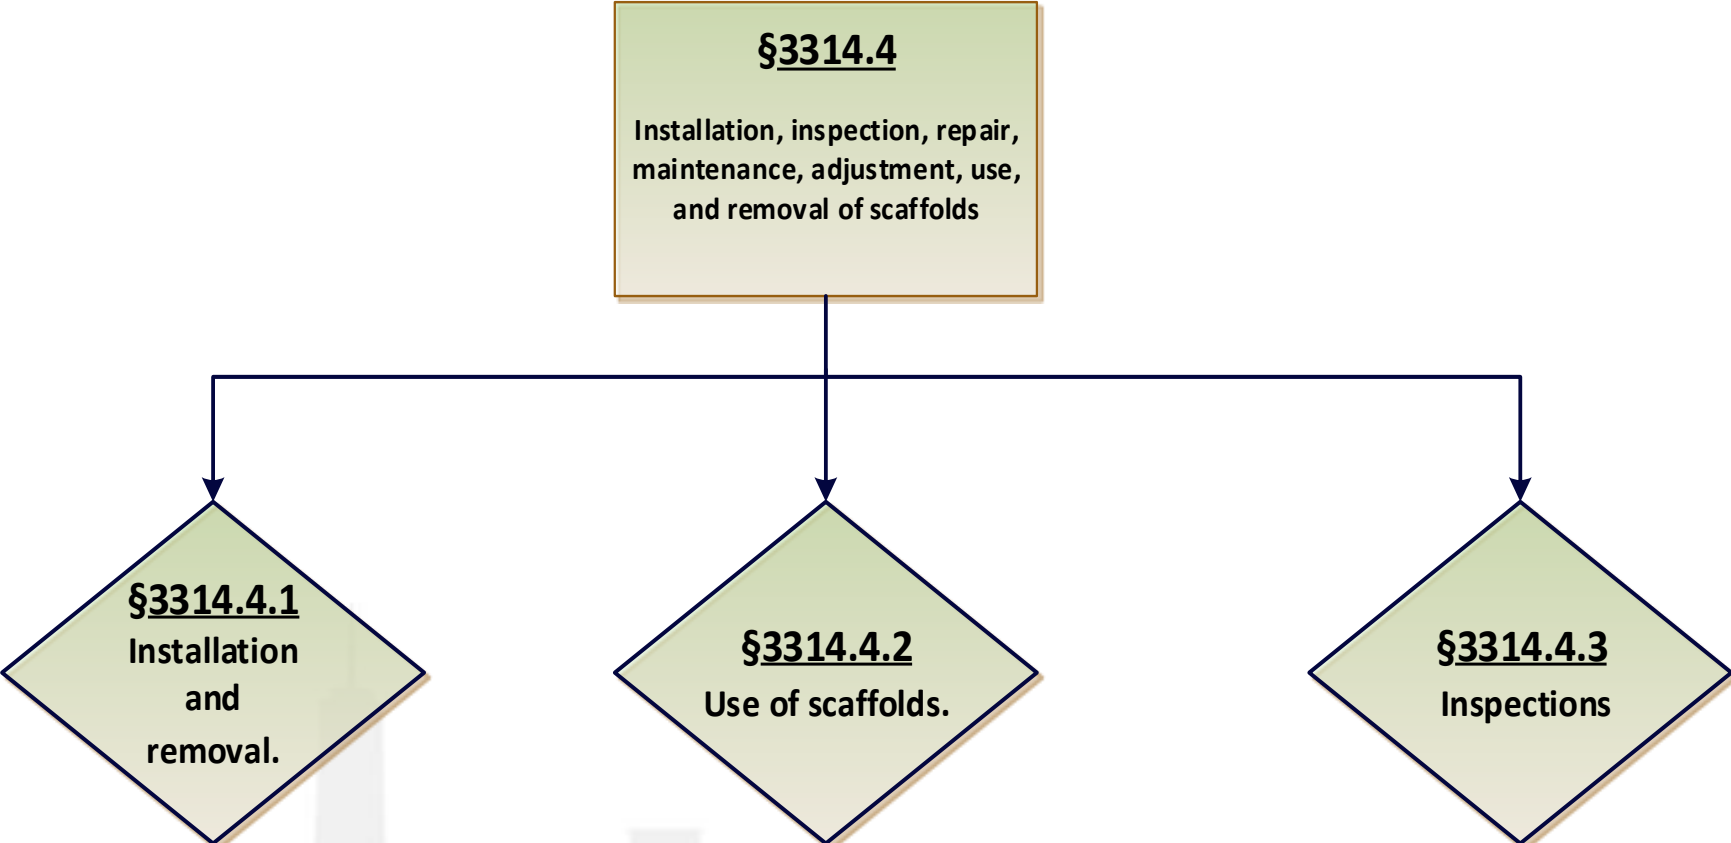 §3314.4
Installation, inspection, repair,
maintenance, adjustment, use,
and removal of scaffolds
§3314.4.1
Installation
and
removal.
§3314.4.2
Use of scaffolds.
§3314.4.3
Inspections